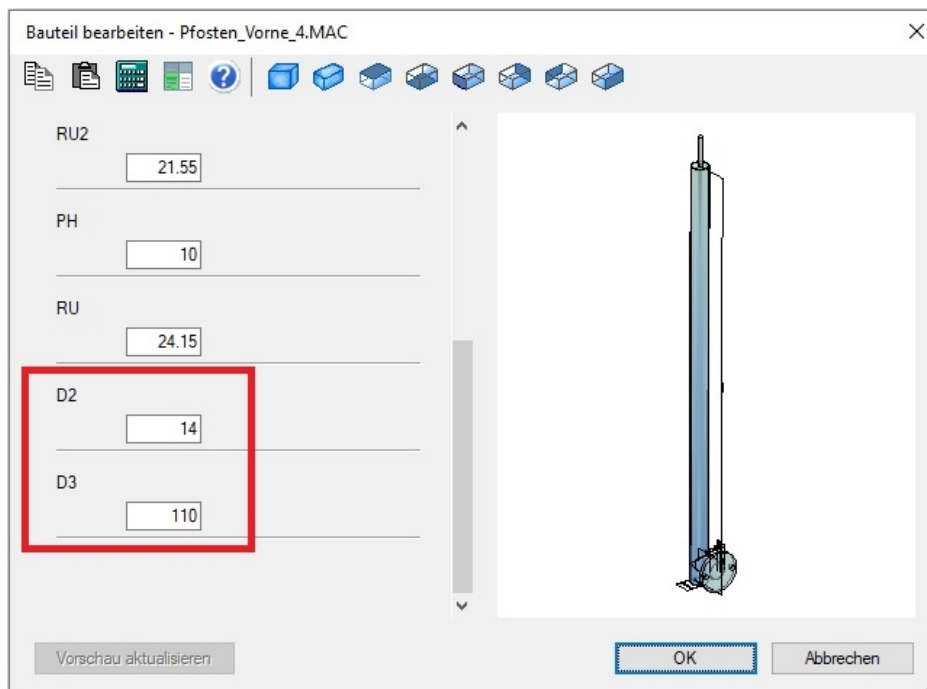 Bauteil bearbeiten - Pfosten_Vorne_4.MAC
RU2
21.55
PH
10
RU
24.15
D2
14
D3
110
Vorschau aktualisieren
OK
Abbrechen